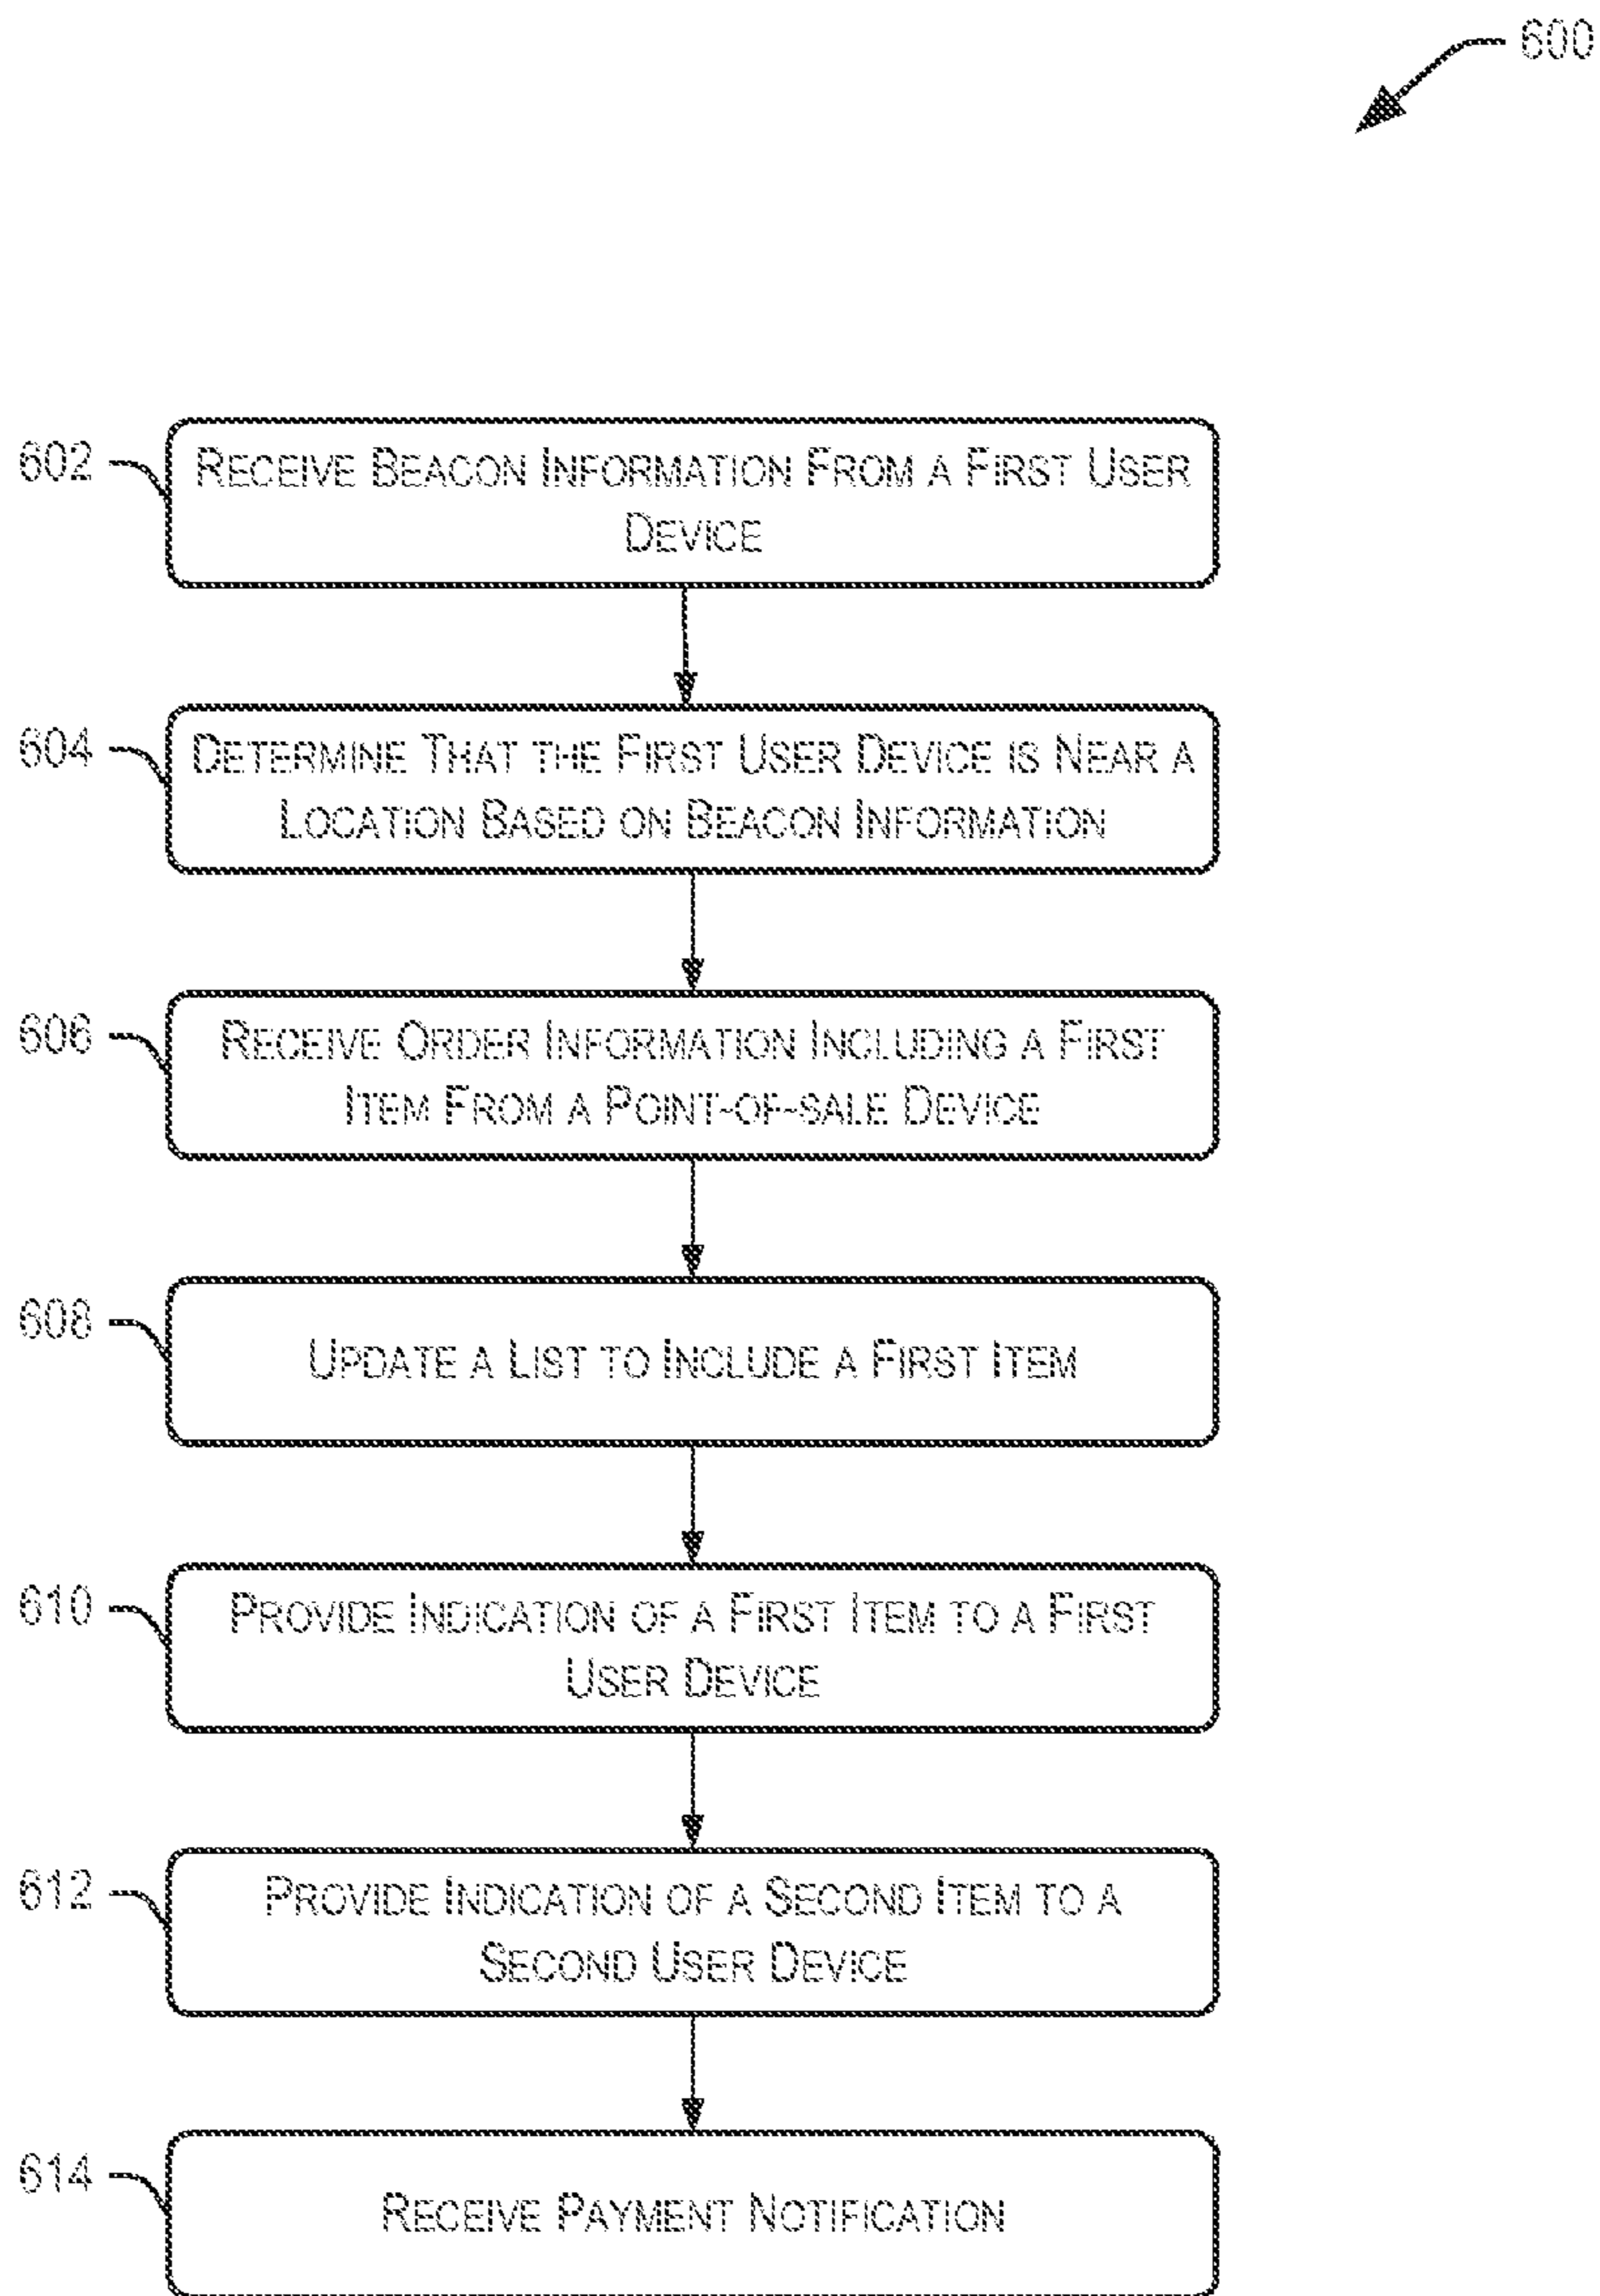 600
602
RECEIVE BEACON INFORMATION FROM A FIRST USER
DEVICE
604
DETERMINE THAT THE FIRST USER DEVICE IS NEAR A
LOCATION BASED ON BEACON INFORMATION
606
RECEIVE ORDER INFORMATION INCLUDING A FIRST
ITEM FROM A POINT-OF-SALE DEVICE
608
UPDATE A LIST TO INCLUDE A FIRST ITEM
610
PROVIDE INDICATION OF A FIRST ITEM TO A FIRST
USER DEVICE
612
PROVIDE INDICATION OF A SECOND ITEM TO A
SECOND USER DEVICE
614
RECEIVE PAYMENT NOTIFICATION